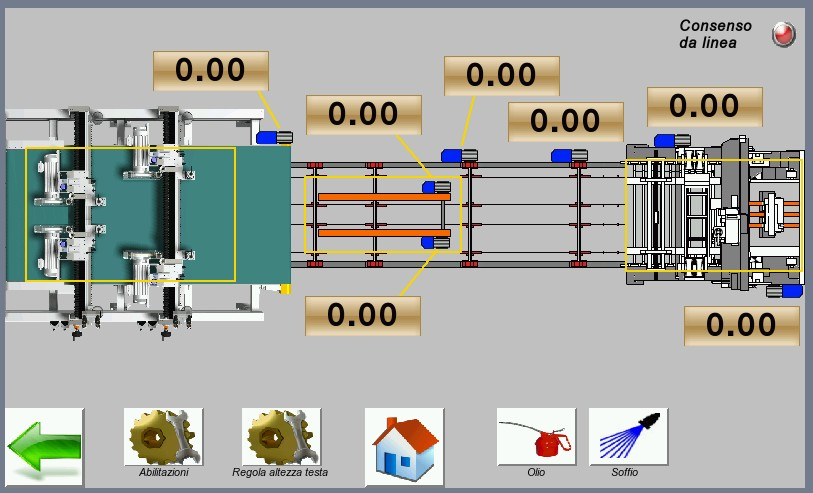 Consenso
da linea
0.00
0.00
0.00
0.00
0.00
0.00
0.00
Abilitazioni
Regola altezza testa
Olio
Soffio